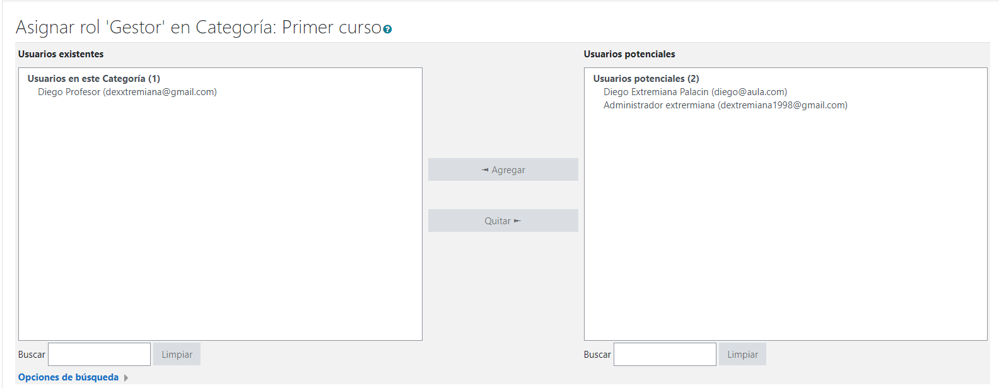 Asignar rol 'Gestor' en Categoría: Primer curso
Usuarios existentes
Usuarios en este Categoría (1)
Diego Profesor (dexxtremiana@gmail.com)
Agregar
Quitar
Usuarios potenciales
Usuarios potenciales (2)
Diego Extremiana Palacin (diego@aula.com)
Administrador extrermiana (dextremiana1998@gmail.com)
Buscar
Limpiar
Opciones de búsqueda
Buscar
Limpiar